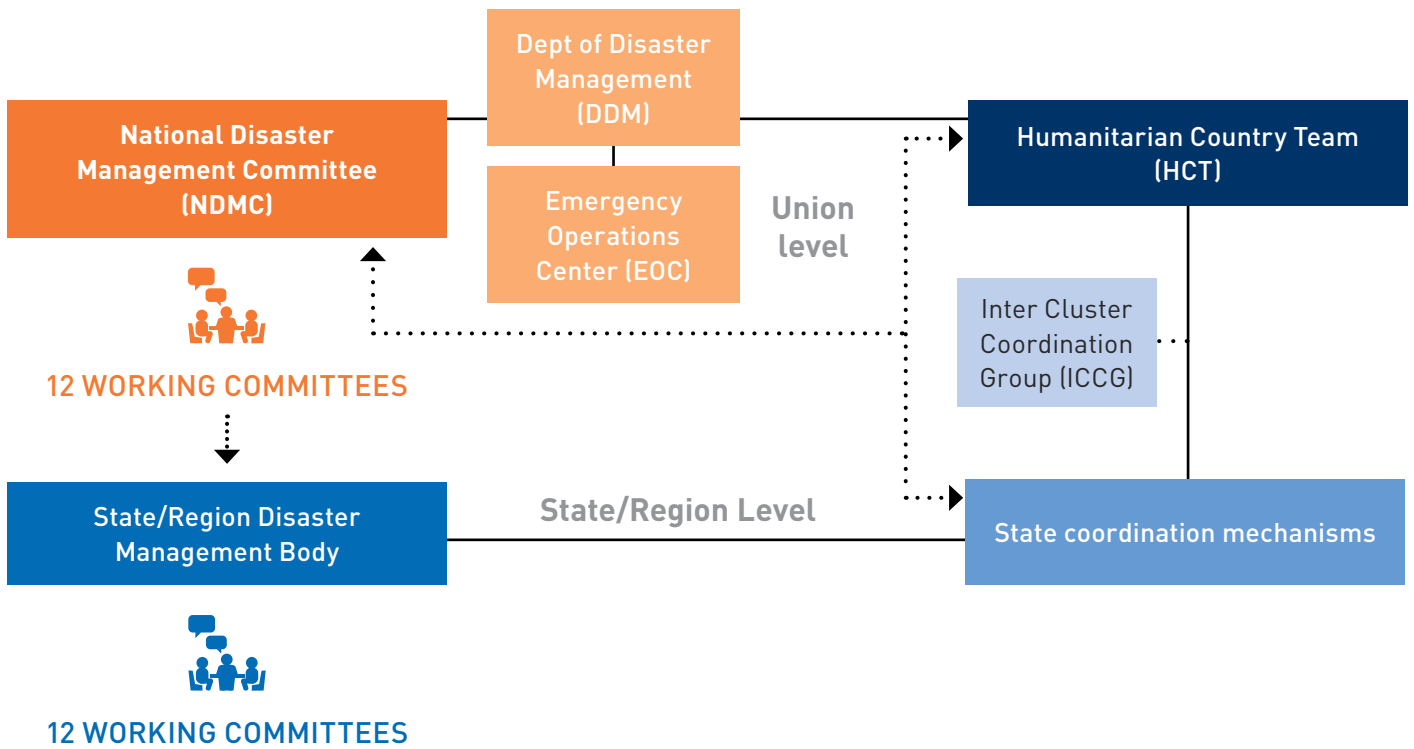 Dept of Disaster
Management
(DDM)
National Disaster
Management Committee
(NDMC)
Humanitarian Country Team
(HCT)
Emergency
Operations
Center (EOC)
Union
level
Inter Cluster
Coordination
Group (ICCG)
12 WORKING COMMITTEES
State/Region Disaster
Management Body
State/Region Level
State coordination mechanisms
12 WORKING COMMITTEES